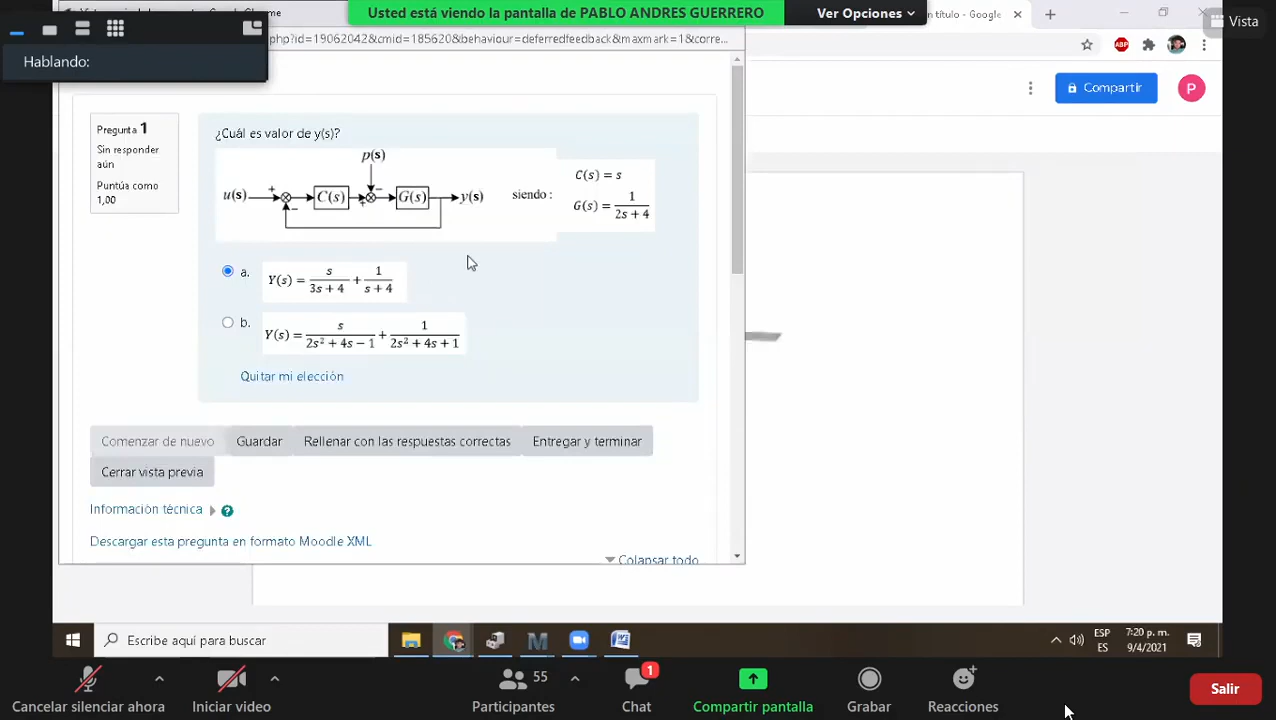 Usted está viendo la pantalla de PABLO ANDRES GUERRERO
Ver Opciones
n título - Google
Vista
php?id=19062042&cmid=185620&behaviour=deferredfeedback&maxmark=1&corre...
ABP
Hablando:
Compartir
P
Pregunta 1
Sin responder
aún
Puntúa como
1,00
¿Cuál es valor de y(s)?
p(s)
u(s) + − C(s) + − G(s) y(s)
siendo :
C(s) = s
G(s) = 1 / (2s + 4)
a. Y(s) = s / (3s + 4) + 1 / (s + 4)
b. Y(s) = s / (2s² + 4s − 1) + 1 / (2s² + 4s + 1)
Quitar mi elección
Comenzar de nuevo
Guardar
Rellenar con las respuestas correctas
Entregar y terminar
Cerrar vista previa
Información técnica
Descargar esta pregunta en formato Moodle XML
Colapsar todo
Escribe aquí para buscar
ESP
ES
7:20 p. m.
9/4/2021
Cancelar silenciar ahora
Iniciar video
55
Participantes
1
Chat
Compartir pantalla
Grabar
Reacciones
Salir